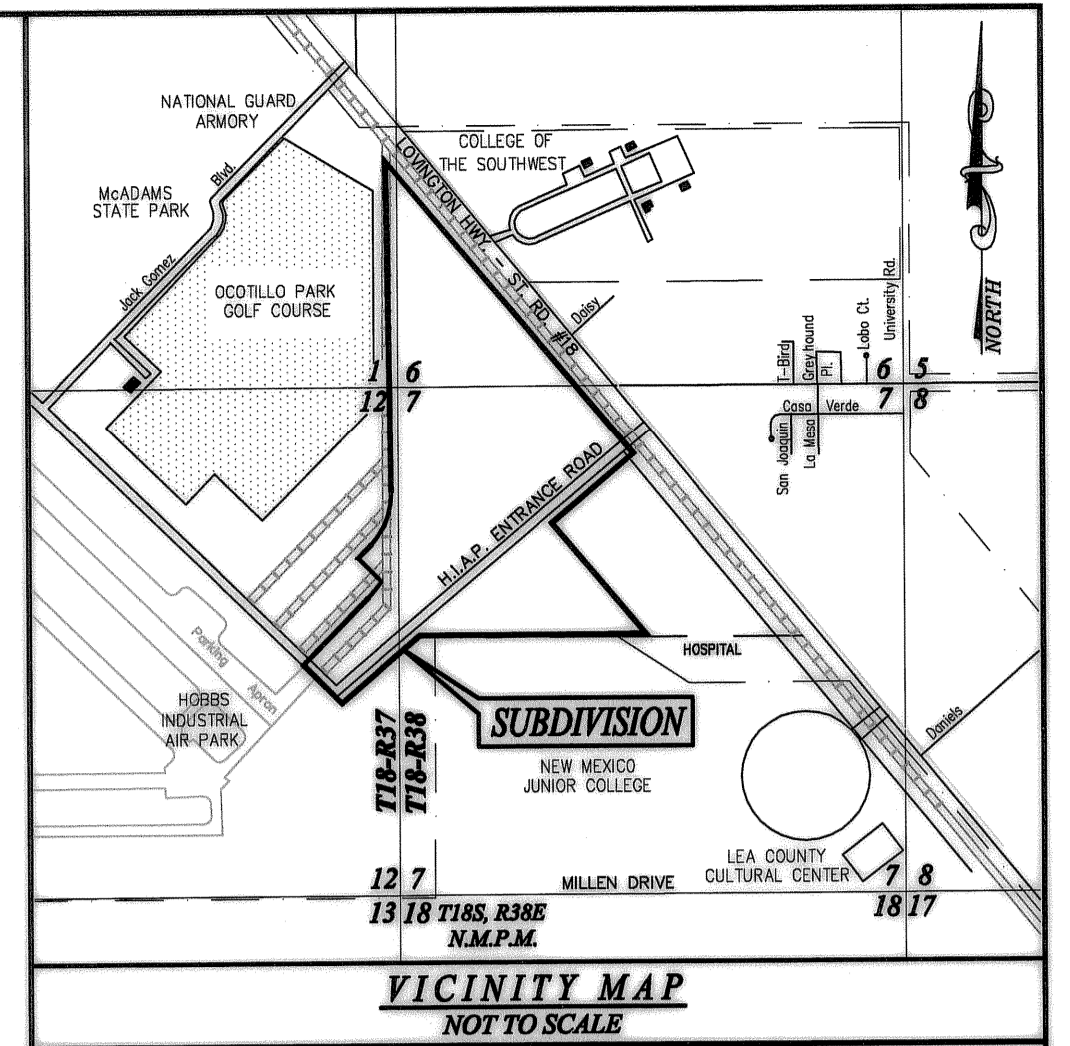 NATIONAL GUARD
ARMORY
COLLEGE OF
THE SOUTHWEST
McADAMS
STATE PARK
Blvd.
Jack Gomez
LOVINGTON HWY. – ST. RD. #18
OCOTILLO PARK
GOLF COURSE
Daisy
University Rd.
Lobo Ct.
NORTH
T-Bird
Grey hound
Pl.
1 6
12 7
6 5
7 8
Casa Verde
San Joaquin
La Mesa
H.I.A.P. ENTRANCE ROAD
Parking
Apron
HOSPITAL
HOBBS
INDUSTRIAL
AIR PARK
SUBDIVISION
T18-R37
T18-R38
Daniels
NEW MEXICO
JUNIOR COLLEGE
LEA COUNTY
CULTURAL CENTER
12 7
MILLEN DRIVE
7 8
13 18
T18S, R38E
N.M.P.M.
18 17
VICINITY MAP
NOT TO SCALE